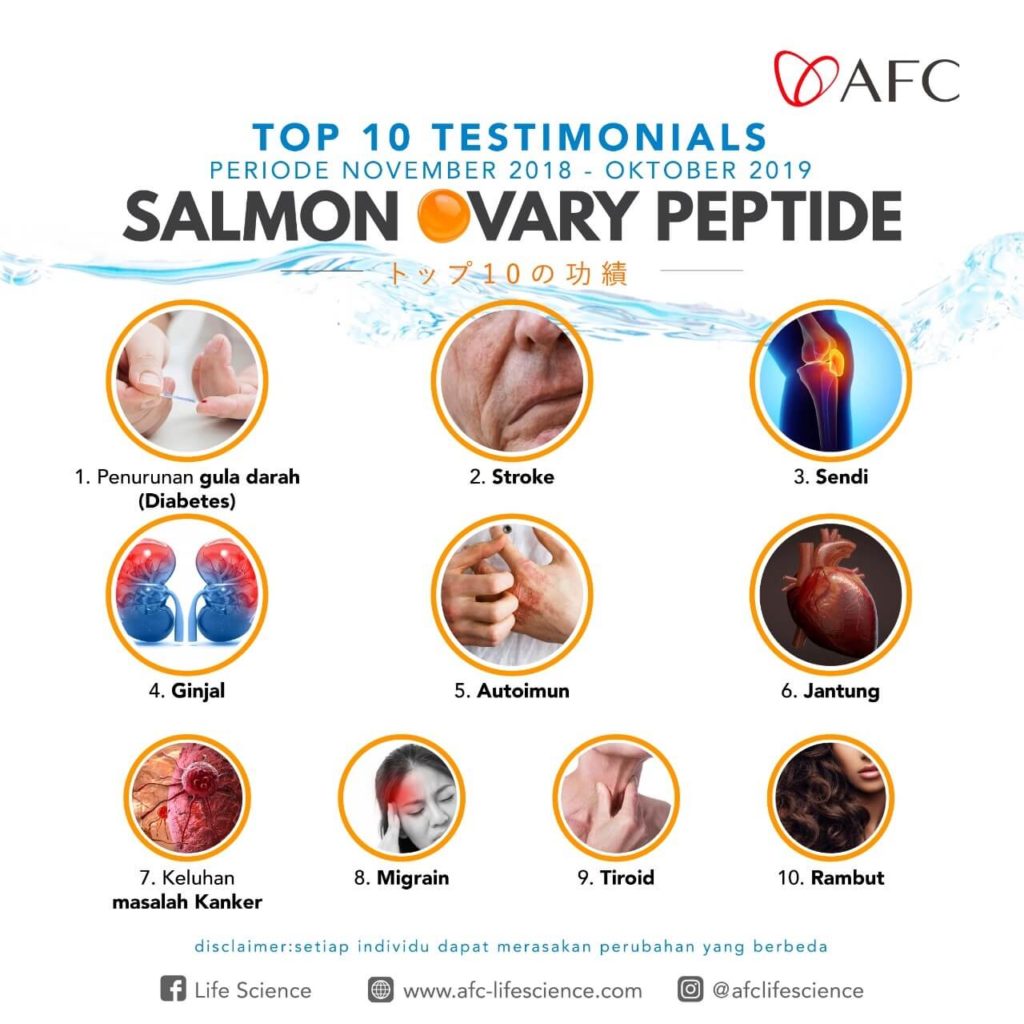 AFC
TOP 10 TESTIMONIALS
PERIODE NOVEMBER 2018 - OKTOBER 2019
SALMON OVARY PEPTIDE
トップ10の功績
1. Penurunan gula darah
(Diabetes)
2. Stroke
3. Sendi
4. Ginjal
5. Autoimun
6. Jantung
7. Keluhan
masalah Kanker
8. Migrain
9. Tiroid
10. Rambut
disclaimer:setiap individu dapat merasakan perubahan yang berbeda
Life Science
www.afc-lifescience.com
@afclifescience